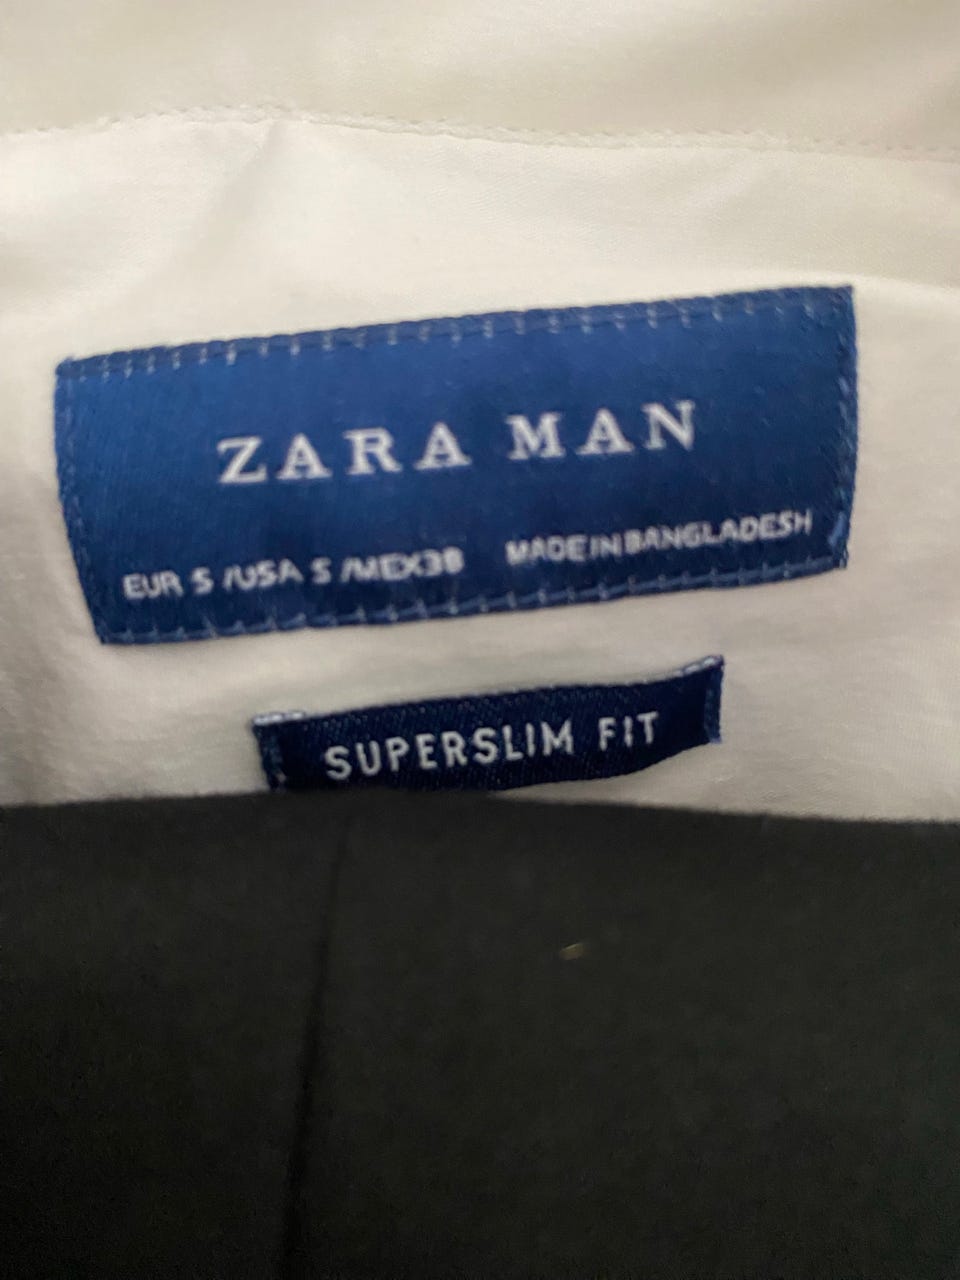 ZARA MAN
EUR S /USA S /MEX38 MADE IN BANGLADESH
SUPERSLIM FIT